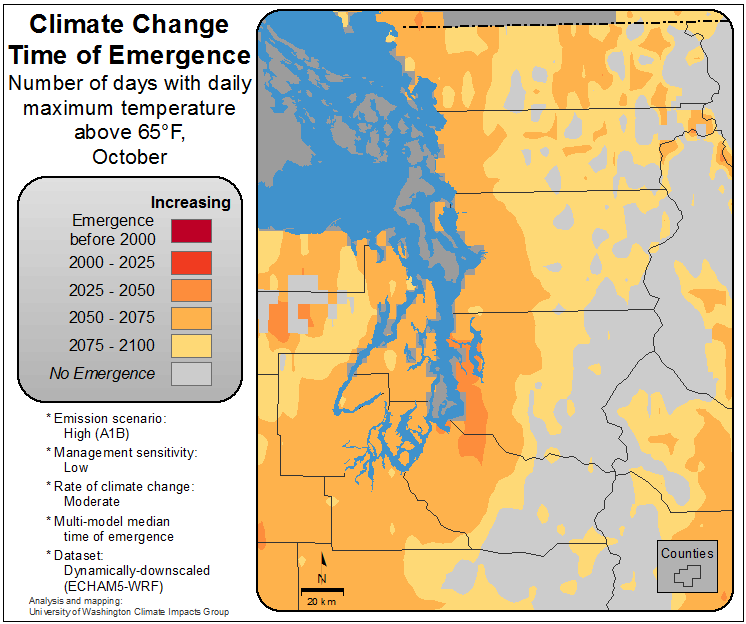 Climate Change
Time of Emergence
Number of days with daily
maximum temperature
above 65°F,
October
Increasing
Emergence
before 2000
2000 - 2025
2025 - 2050
2050 - 2075
2075 - 2100
No Emergence
* Emission scenario:
High (A1B)
* Management sensitivity:
Low
* Rate of climate change:
Moderate
* Multi-model median
time of emergence
* Dataset:
Dynamically-downscaled
(ECHAM5-WRF)
Analysis and mapping:
University of Washington Climate Impacts Group
N
20 km
Counties